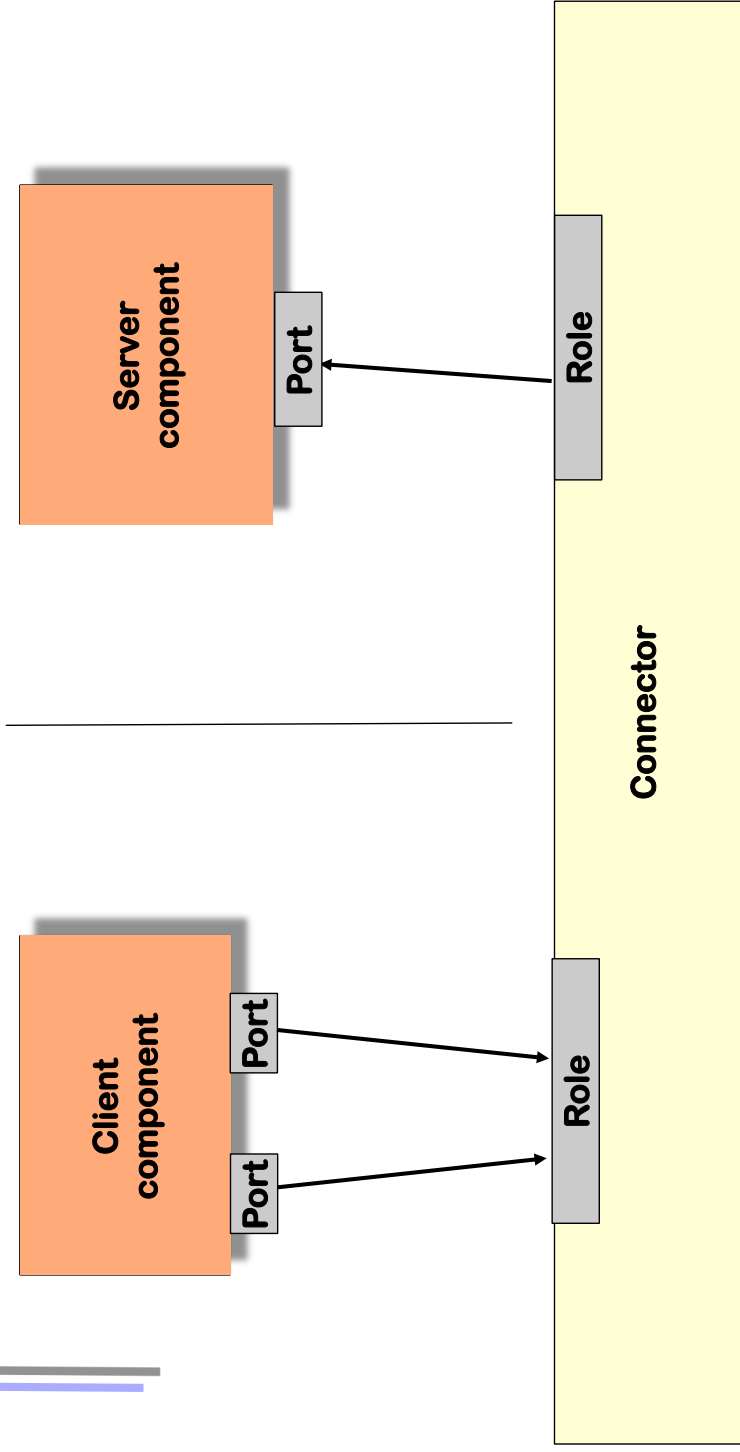 Client
component
Port
Port
Server
component
Port
Role
Role
Connector